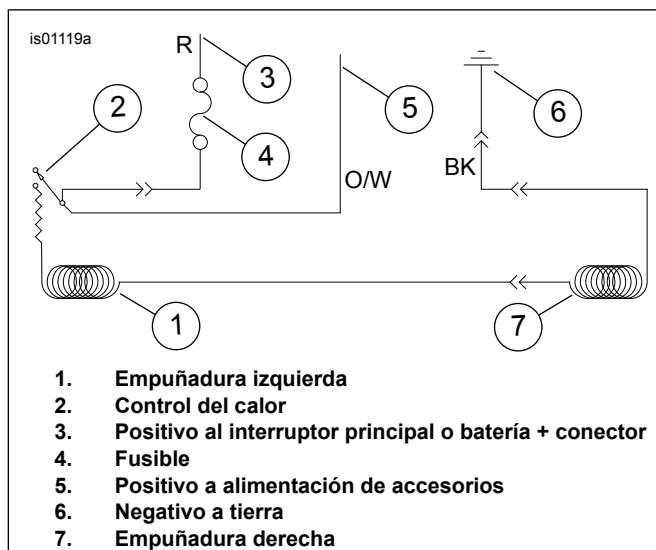 is01119a
R
3
2
5
6
4
O/W
BK
1
7
1. Empuñadura izquierda
2. Control del calor
3. Positivo al interruptor principal o batería + conector
4. Fusible
5. Positivo a alimentación de accesorios
6. Negativo a tierra
7. Empuñadura derecha